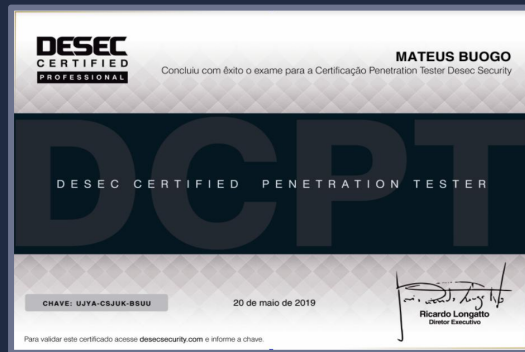 DESEC
CERTIFIED
PROFESSIONAL
MATEUS BUOGO
Concluiu com êxito o exame para a Certificação Penetration Tester Desec Security
DCPT
DESEC CERTIFIED PENETRATION TESTER
CHAVE: UJYA-CSJUK-BSUU
20 de maio de 2019
Ricardo Longatto
Diretor Executivo
Para validar este certificado acesse desecsecurity.com e informe a chave.